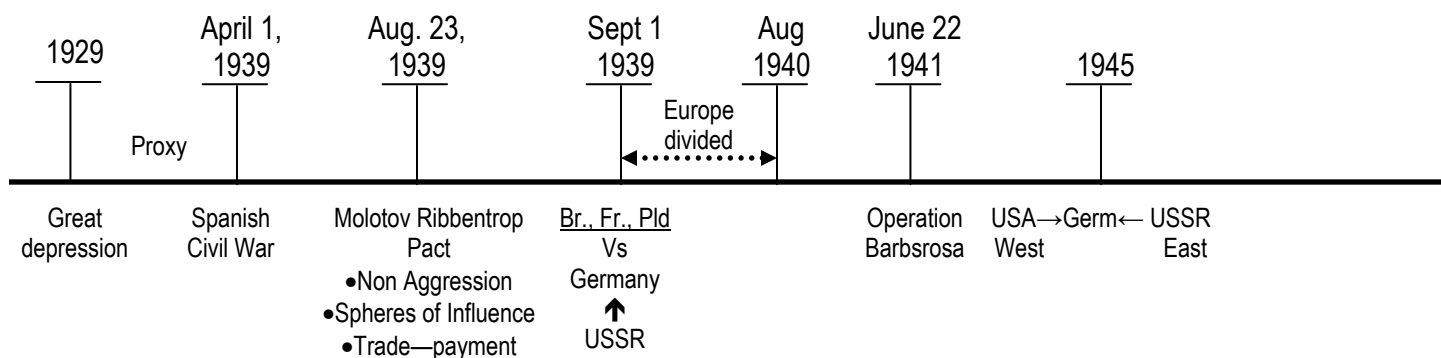 1929
April 1,
1939
Aug. 23,
1939
Sept 1
1939
Aug
1940
June 22
1941
1945
Proxy
Europe
divided
Great
depression
Spanish
Civil War
Molotov Ribbentrop
Pact
•Non Aggression
•Spheres of Influence
•Trade—payment
Br., Fr., Pld
Vs
Germany
↑
USSR
Operation
Barbsrosa
USA→Germ← USSR
West East